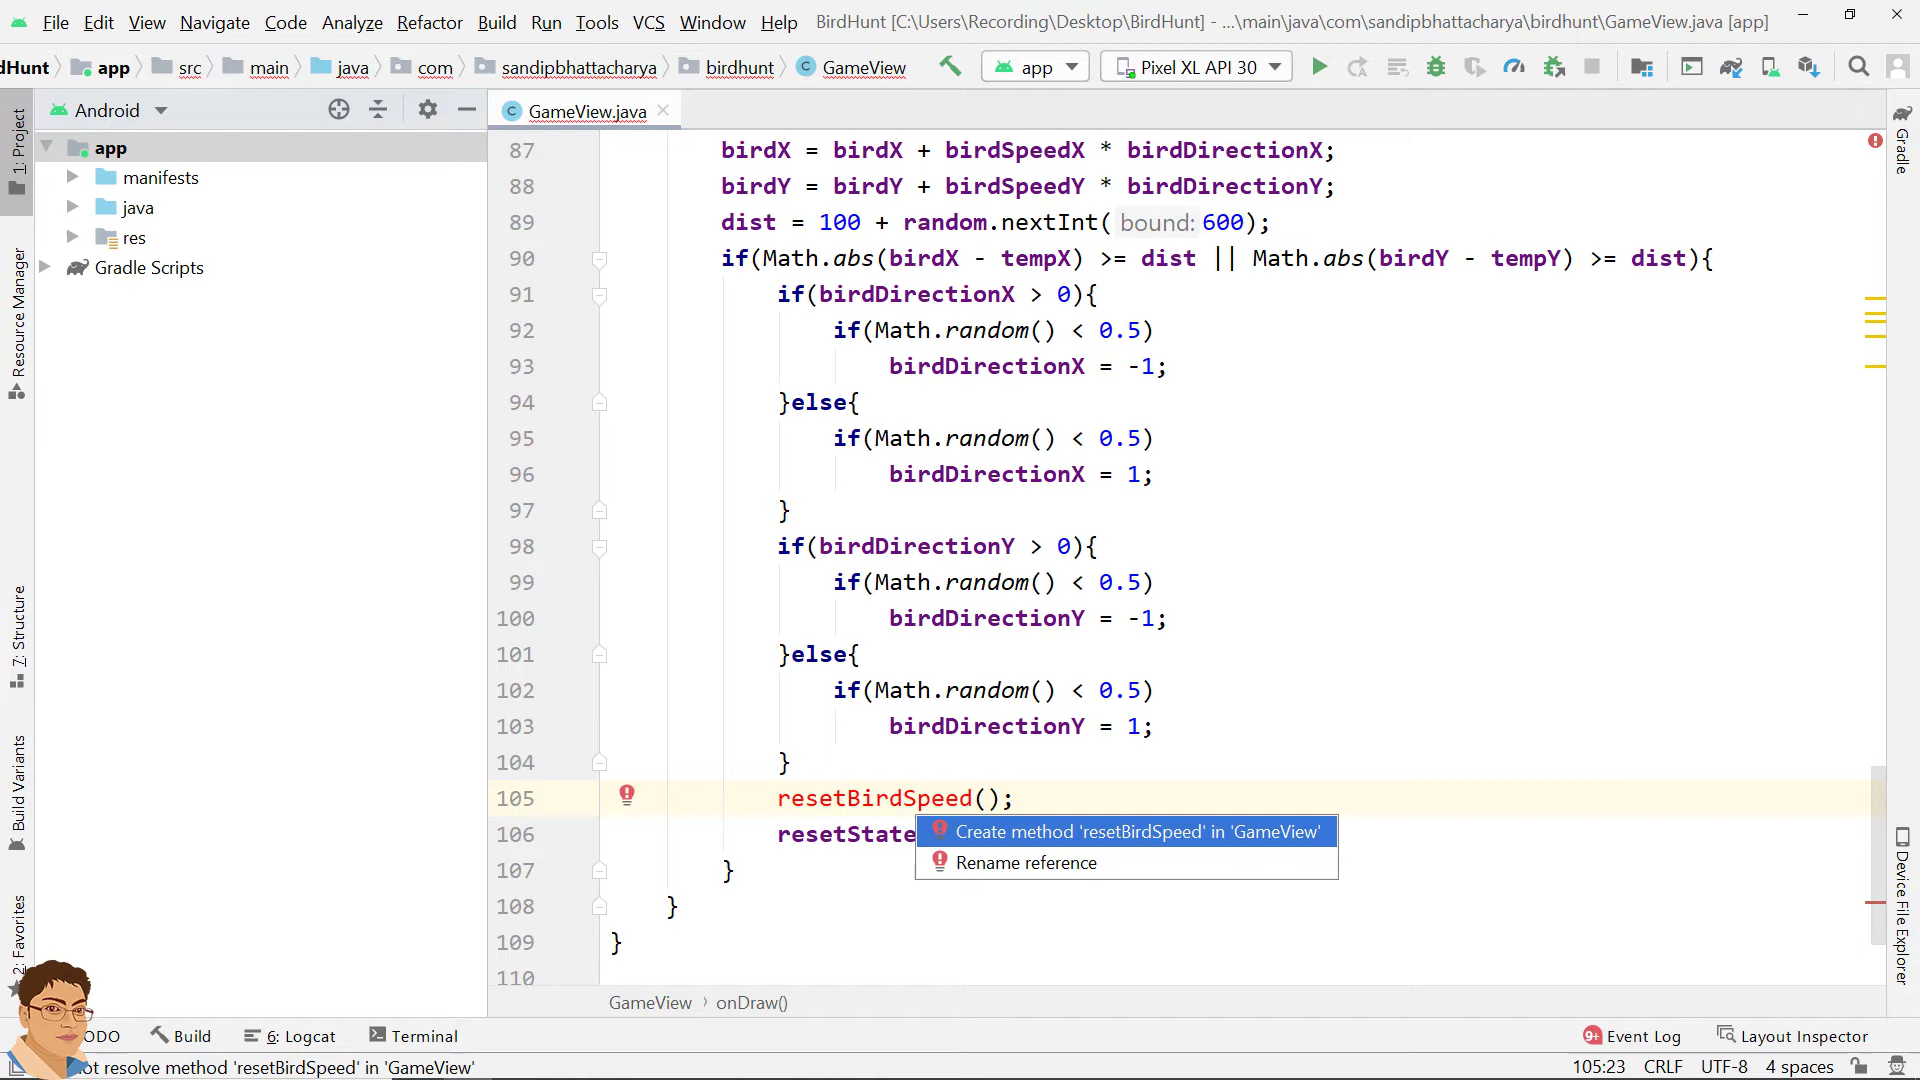 File Edit View Navigate Code Analyze Refactor Build Run Tools VCS Window Help BirdHunt [C:\Users\Recording\Desktop\BirdHunt] - ...\main\java\com\sandipbhattacharya\birdhunt\GameView.java [app]
dHunt app src main java com sandipbhattacharya birdhunt GameView app Pixel XL API 30
Android GameView.java
1: Project
Resource Manager
7: Structure
Build Variants
2: Favorites
app
manifests
java
res
Gradle Scripts
87 birdX = birdX + birdSpeedX * birdDirectionX;
88 birdY = birdY + birdSpeedY * birdDirectionY;
89 dist = 100 + random.nextInt( bound: 600);
90 if(Math.abs(birdX - tempX) >= dist || Math.abs(birdY - tempY) >= dist){
91 if(birdDirectionX > 0){
92 if(Math.random() < 0.5)
93 birdDirectionX = -1;
94 }else{
95 if(Math.random() < 0.5)
96 birdDirectionX = 1;
97 }
98 if(birdDirectionY > 0){
99 if(Math.random() < 0.5)
100 birdDirectionY = -1;
101 }else{
102 if(Math.random() < 0.5)
103 birdDirectionY = 1;
104 }
105 resetBirdSpeed();
106 resetState
Create method 'resetBirdSpeed' in 'GameView'
Rename reference
107 }
108 }
109 }
110
Gradle
Device File Explorer
GameView onDraw()
ODO Build 6: Logcat Terminal 9+ Event Log Layout Inspector
ot resolve method 'resetBirdSpeed' in 'GameView' 105:23 CRLF UTF-8 4 spaces